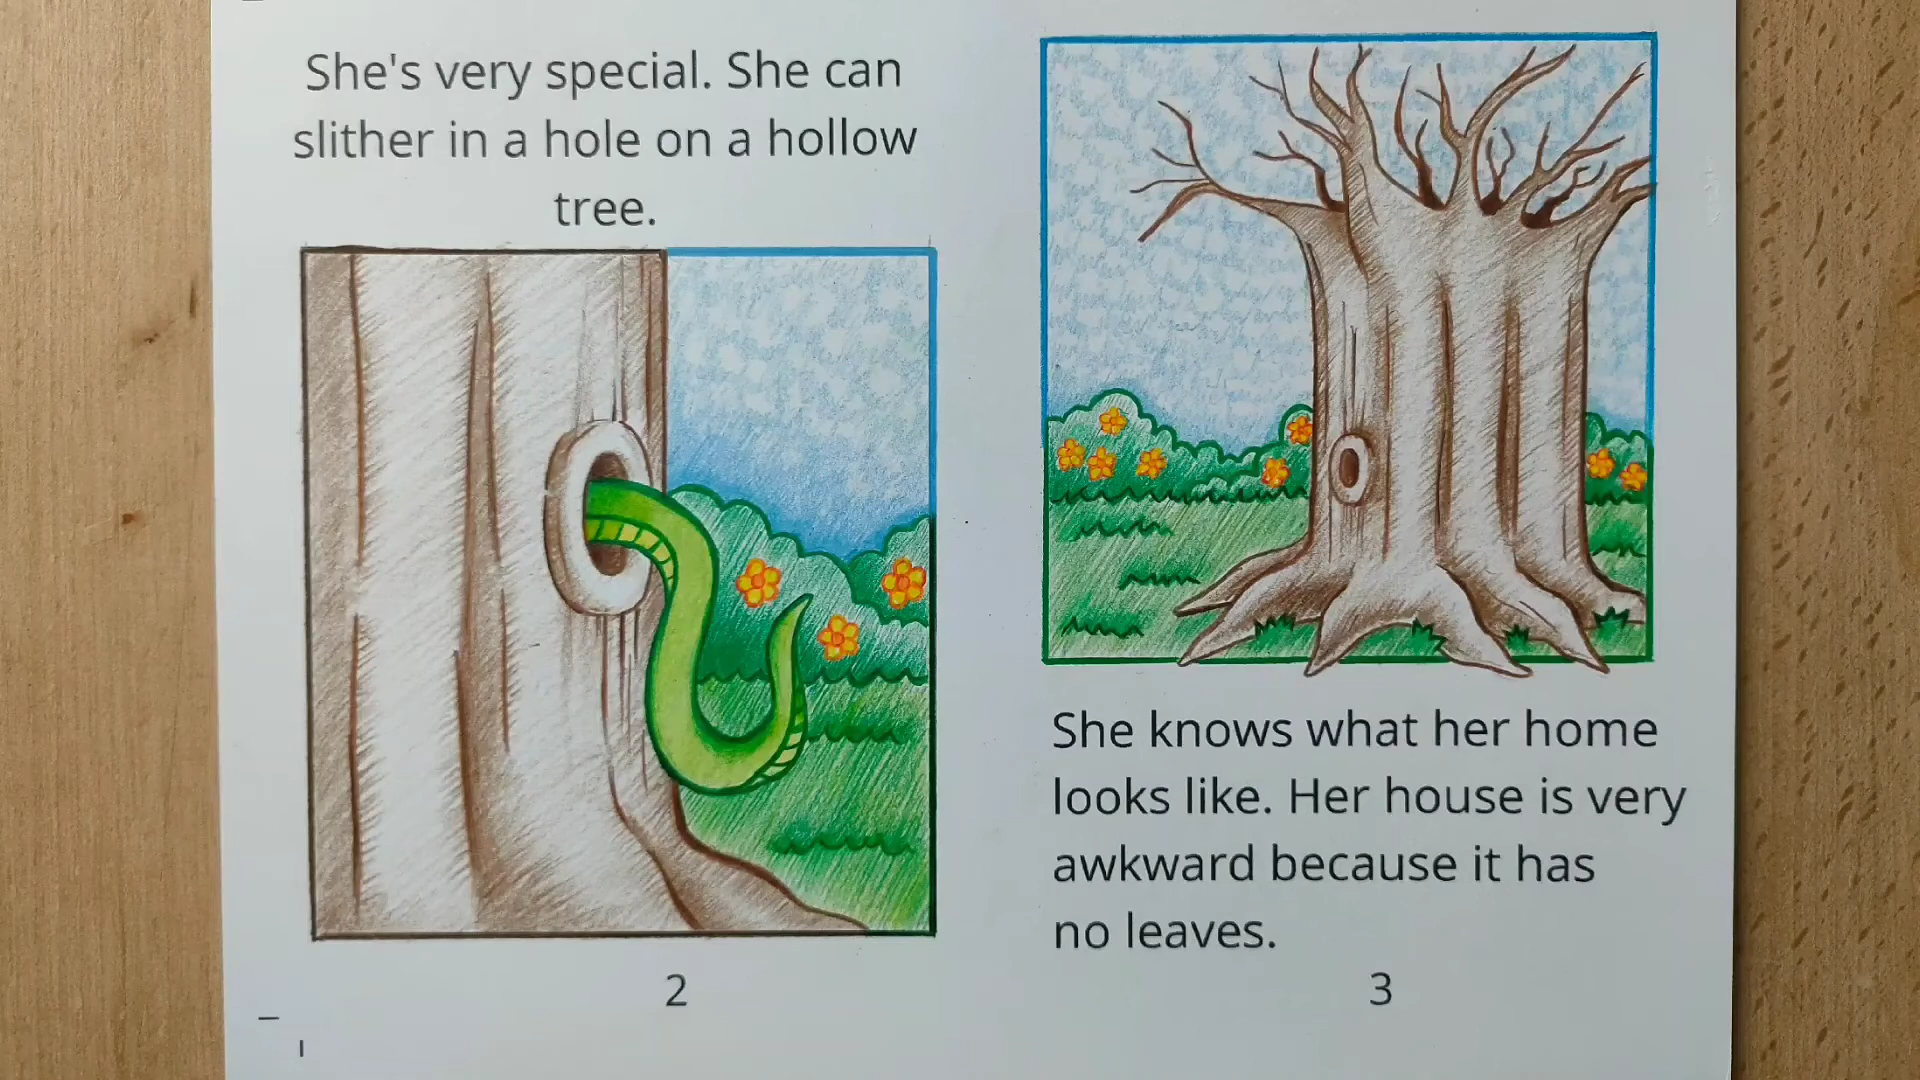 She's very special. She can
slither in a hole on a hollow
tree.
2
She knows what her home
looks like. Her house is very
awkward because it has
no leaves.
3